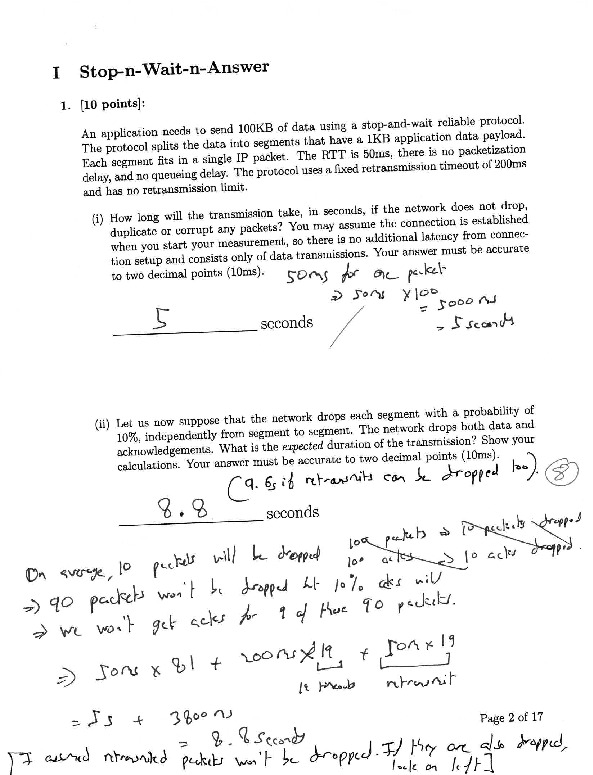 I Stop-n-Wait-n-Answer
1. [10 points]:
An application needs to send 100KB of data using a stop-and-wait reliable protocol.
The protocol splits the data into segments that have a 1KB application data payload.
Each segment fits in a single IP packet. The RTT is 50ms, there is no packetization
delay, and no queueing delay. The protocol uses a fixed retransmission timeout of 200ms
and has no retransmission limit.
(i) How long will the transmission take, in seconds, if the network does not drop,
duplicate or corrupt any packets? You may assume the connection is established
when you start your measurement, so there is no additional latency from connec-
tion setup and consists only of data transmissions. Your answer must be accurate
to two decimal points (10ms). 50ms for one packet
⇒ 50ms × 100
= 5000 ms
= 5 seconds
5 seconds
(ii) Let us now suppose that the network drops each segment with a probability of
10%, independently from segment to segment. The network drops both data and
acknowledgements. What is the expected duration of the transmission? Show your
calculations. Your answer must be accurate to two decimal points (10ms).
(9.6s if retransmits can be dropped too). 8
8.8 seconds
100 packets ⇒ 10 packets dropped
100 acks ⇒ 10 acks dropped.
On average, 10 packets will be dropped
⇒ 90 packets won't be dropped but 10% acks will
⇒ we won't get acks for 9 of those 90 packets.
⇒ 50ms × 81 + 200ms × 19 + 50ms × 19
19 timeouts retransmit
= 5s + 3800 ms
= 8.8 seconds
Page 2 of 17
[I assumed retransmitted packets won't be dropped. If they are also dropped,
look on left]